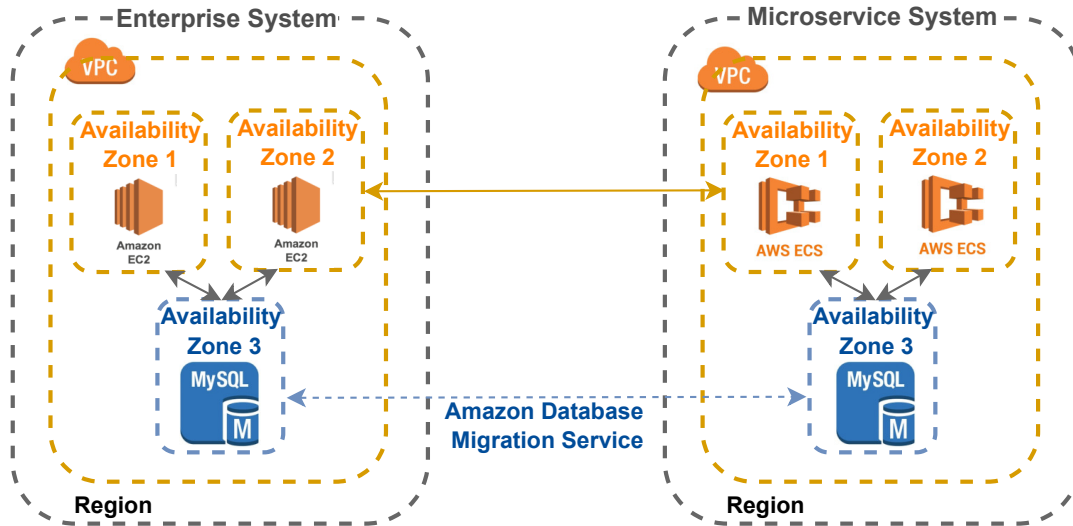 Enterprise System
VPC
Availability
Zone 1
Amazon
EC2
Availability
Zone 2
Amazon
EC2
Availability
Zone 3
MySQL
M
Region
Amazon Database
Migration Service
Microservice System
VPC
Availability
Zone 1
AWS ECS
Availability
Zone 2
AWS ECS
Availability
Zone 3
MySQL
M
Region